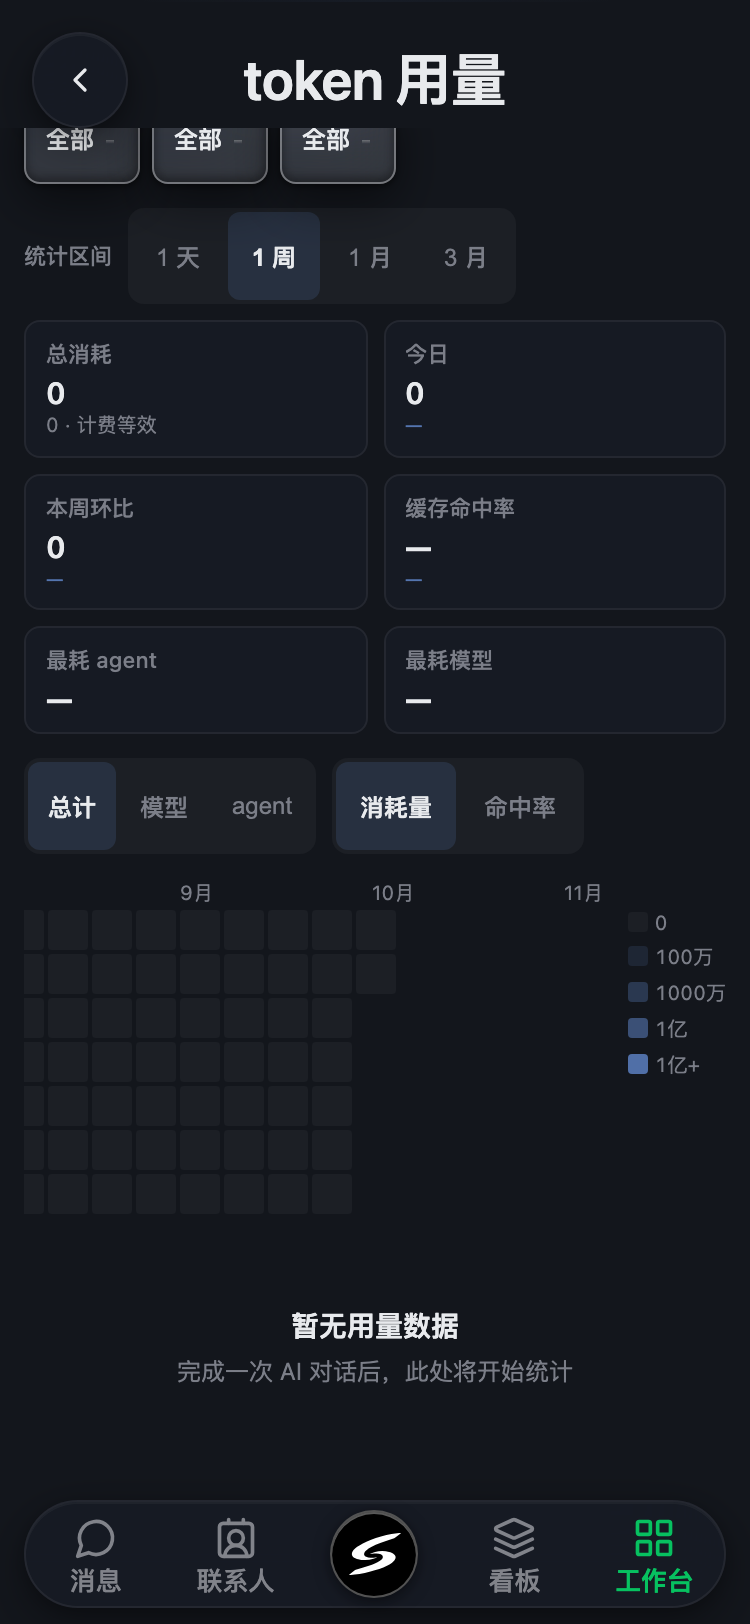 token 用量
全部 - 全部 - 全部 -
统计区间 1 天 1 周 1 月 3 月
总消耗 今日
0 0
0 · 计费等效 —
本周环比 缓存命中率
0 —
— —
最耗 agent 最耗模型
— —
总计 模型 agent 消耗量 命中率
9月 10月 11月
0
100万
1000万
1亿
1亿+
暂无用量数据
完成一次 AI 对话后，此处将开始统计
消息 联系人 看板 工作台